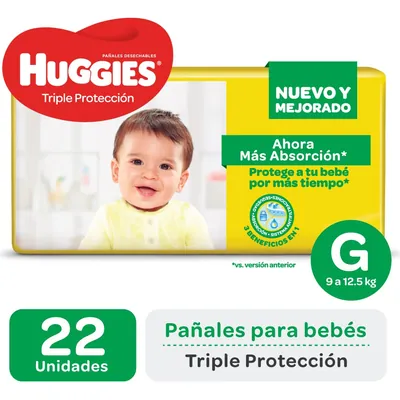 PAÑALES DESECHABLES
HUGGIES
Triple Protección
NUEVO Y
MEJORADO
Ahora
Más Absorción*
Protege a tu bebé
por más tiempo*
3 BENEFICIOS EN 1
*vs. versión anterior
G
9 a 12.5 kg
22
Unidades
Pañales para bebés
Triple Protección